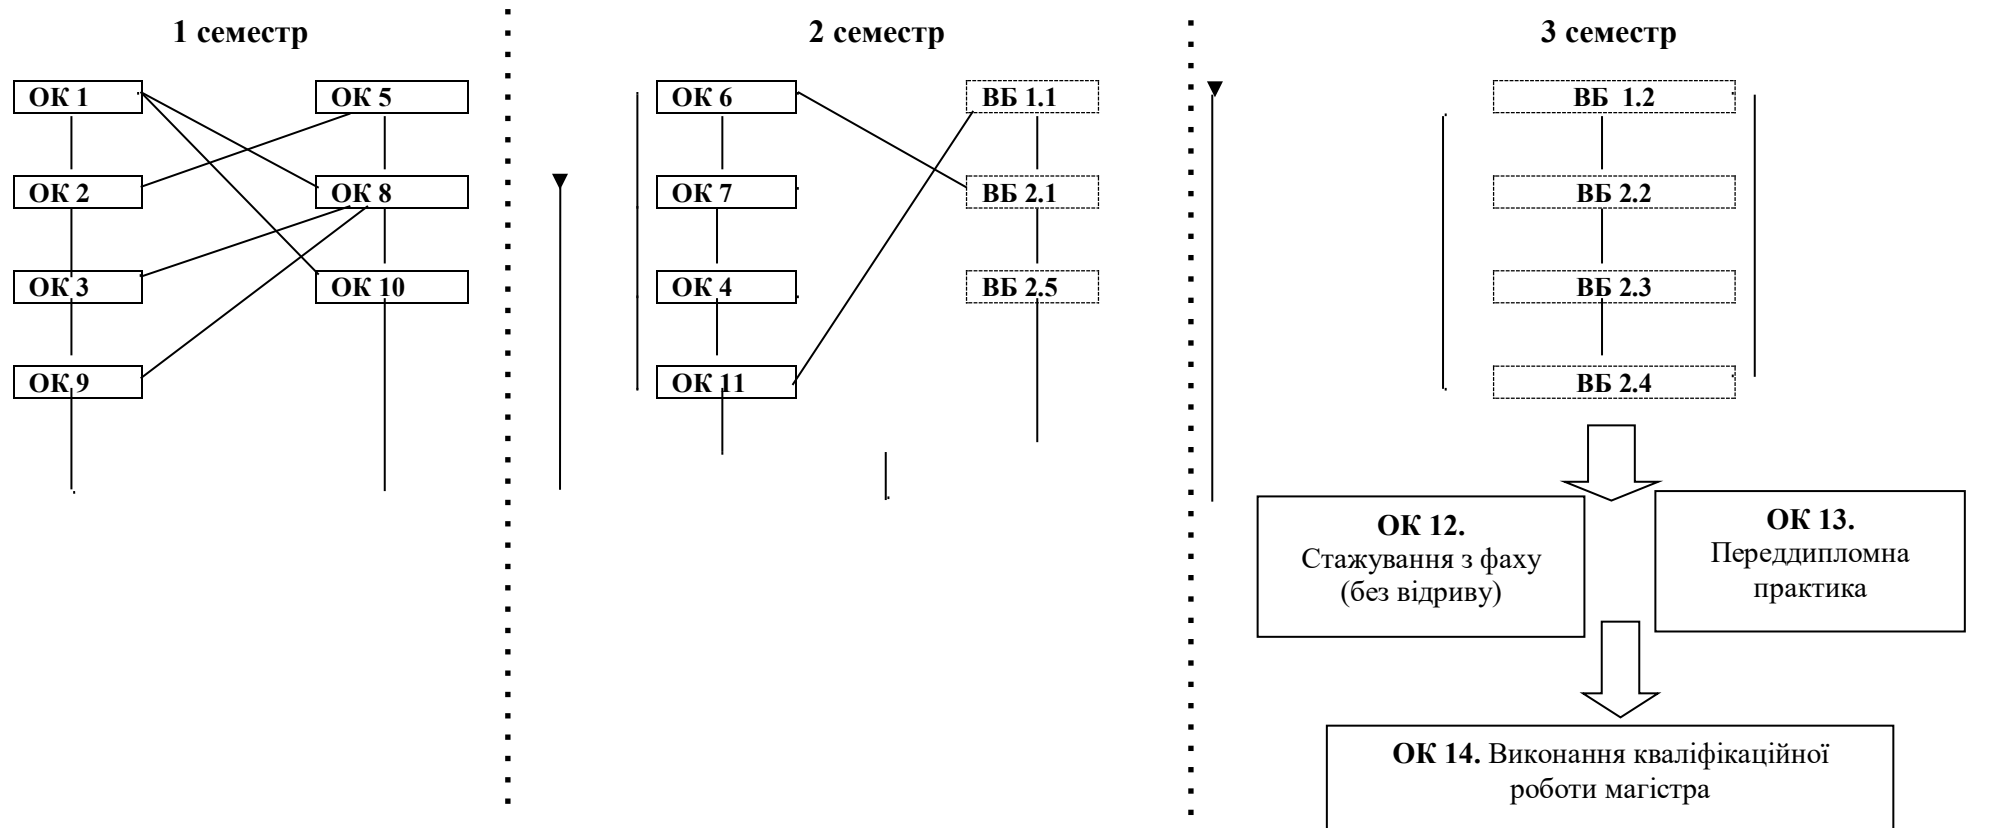 1 семестр
ОК 1
ОК 5
ОК 2
ОК 8
ОК 3
ОК 10
ОК 9
2 семестр
ОК 6
ВБ 1.1
ОК 7
ВБ 2.1
ОК 4
ВБ 2.5
ОК 11
3 семестр
ВБ 1.2
ВБ 2.2
ВБ 2.3
ВБ 2.4
ОК 12.
Стажування з фаху
(без відриву)
ОК 13.
Переддипломна
практика
ОК 14. Виконання кваліфікаційної
роботи магістра